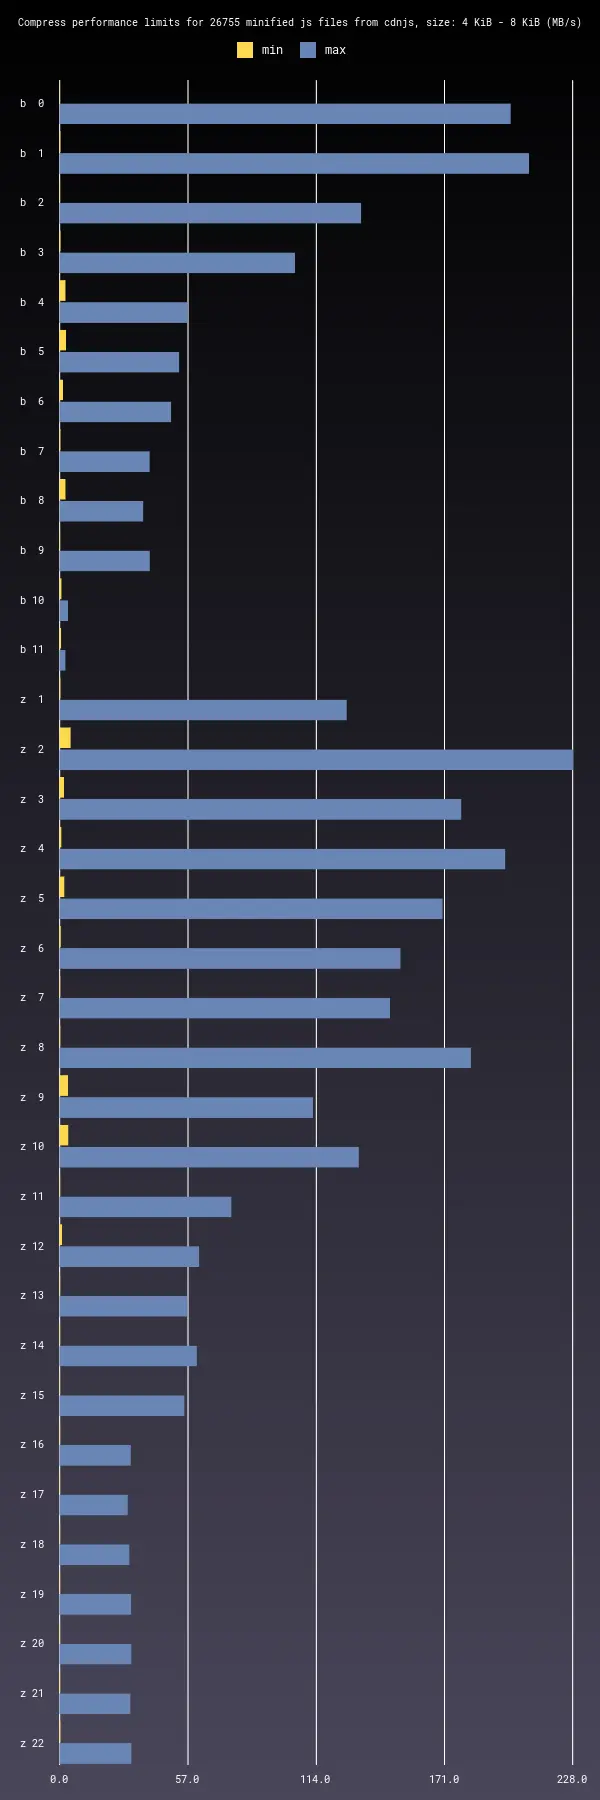 Compress performance limits for 26755 minified js files from cdnjs, size: 4 KiB - 8 KiB (MB/s)
min max
b 0
b 1
b 2
b 3
b 4
b 5
b 6
b 7
b 8
b 9
b 10
b 11
z 1
z 2
z 3
z 4
z 5
z 6
z 7
z 8
z 9
z 10
z 11
z 12
z 13
z 14
z 15
z 16
z 17
z 18
z 19
z 20
z 21
z 22
0.0 57.0 114.0 171.0 228.0